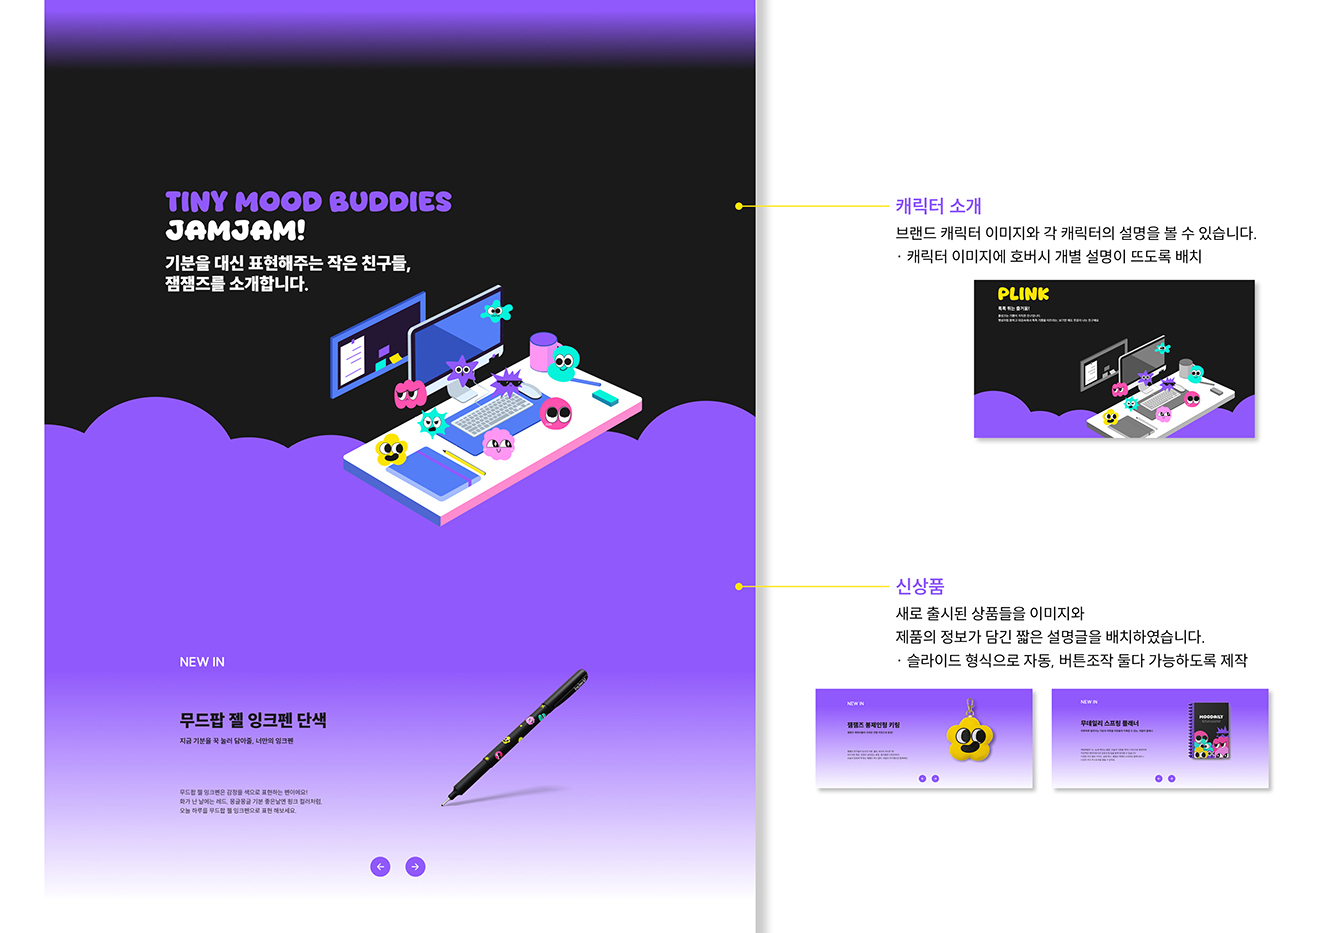 TINY MOOD BUDDIES
JAMJAM!
기분을 대신 표현해주는 작은 친구들,
잼잼즈를 소개합니다.
NEW IN
무드팝 젤 잉크펜 단색
지금 기분을 꾹 눌러 담아줄, 너만의 잉크펜
무드팝 젤 잉크펜은 감정을 색으로 표현하는 펜이에요!
화가 난 날에는 레드, 몽글몽글 기분 좋은날엔 핑크 컬러처럼,
오늘 하루를 무드팝 젤 잉크펜으로 표현 해보세요.
캐릭터 소개
브랜드 캐릭터 이미지와 각 캐릭터의 설명을 볼 수 있습니다.
· 캐릭터 이미지에 호버시 개별 설명이 뜨도록 배치
PLINK
톡톡 튀는 즐거움!
신상품
새로 출시된 상품들을 이미지와
제품의 정보가 담긴 짧은 설명글을 배치하였습니다.
· 슬라이드 형식으로 자동, 버튼조작 둘다 가능하도록 제작
NEW IN
잼잼즈 봉제인형 키링
NEW IN
무데일리 스프링 플래너
MOODAILY